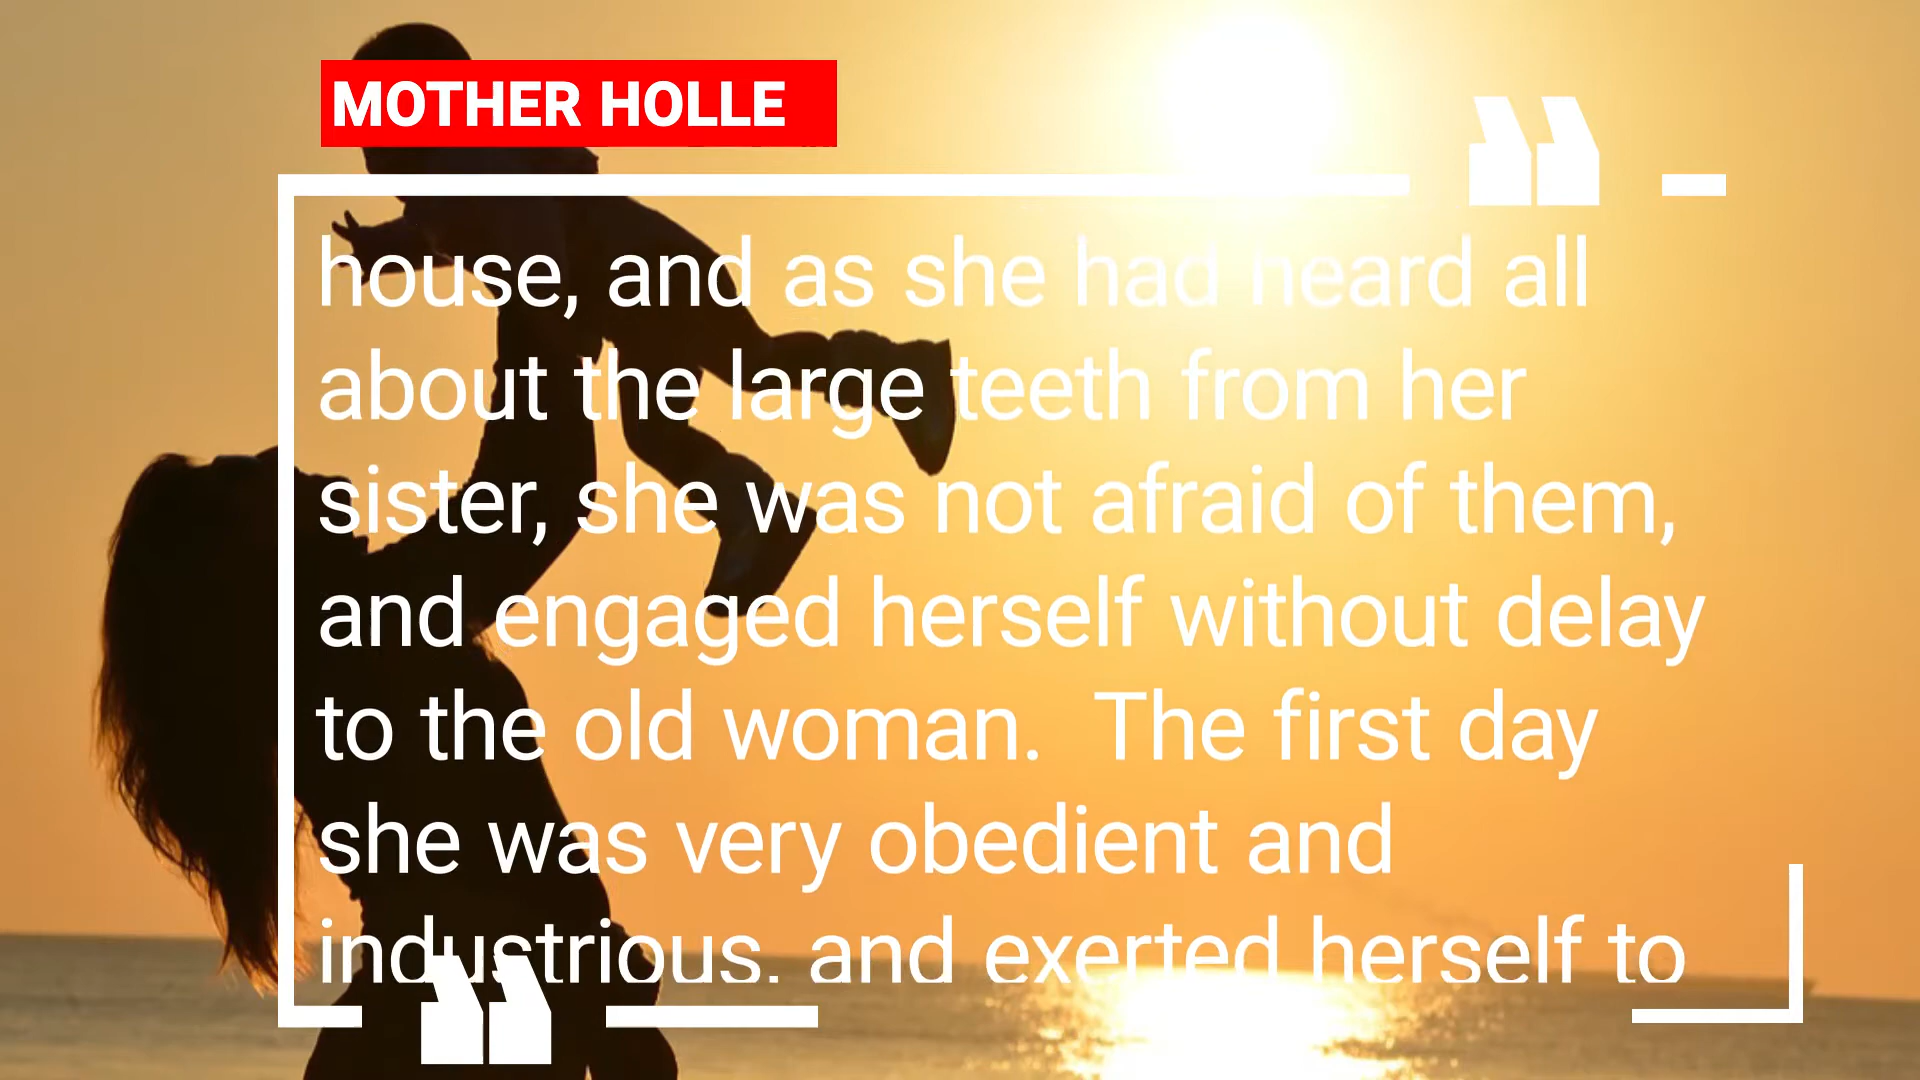 MOTHER HOLLE
house, and as she had heard all
about the large teeth from her
sister, she was not afraid of them,
and engaged herself without delay
to the old woman.  The first day
she was very obedient and
industrious, and exerted herself to